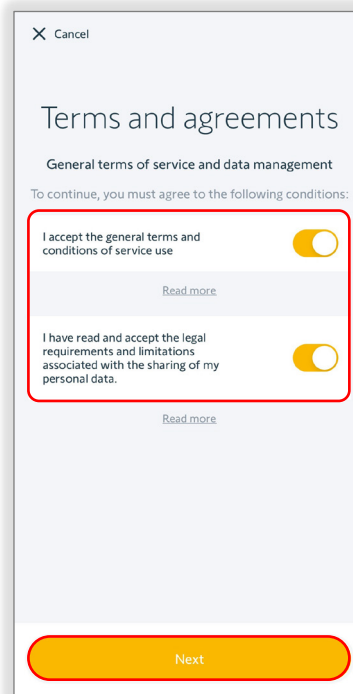 Cancel
Terms and agreements
General terms of service and data management
To continue, you must agree to the following conditions:
I accept the general terms and
conditions of service use
Read more
I have read and accept the legal
requirements and limitations
associated with the sharing of my
personal data.
Read more
Next